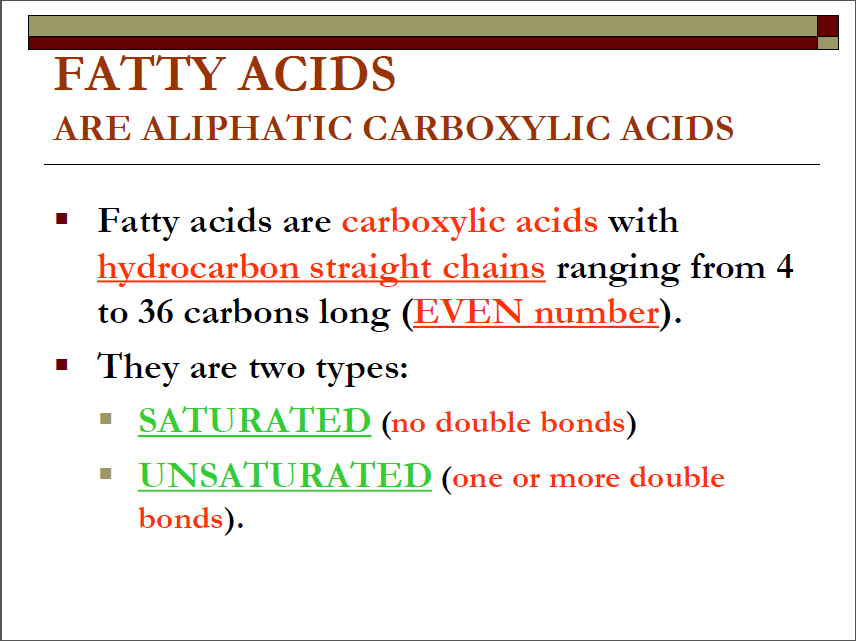 FATTY ACIDS
ARE ALIPHATIC CARBOXYLIC ACIDS
Fatty acids are carboxylic acids with
hydrocarbon straight chains ranging from 4
to 36 carbons long (EVEN number).
They are two types:
SATURATED (no double bonds)
UNSATURATED (one or more double
bonds).